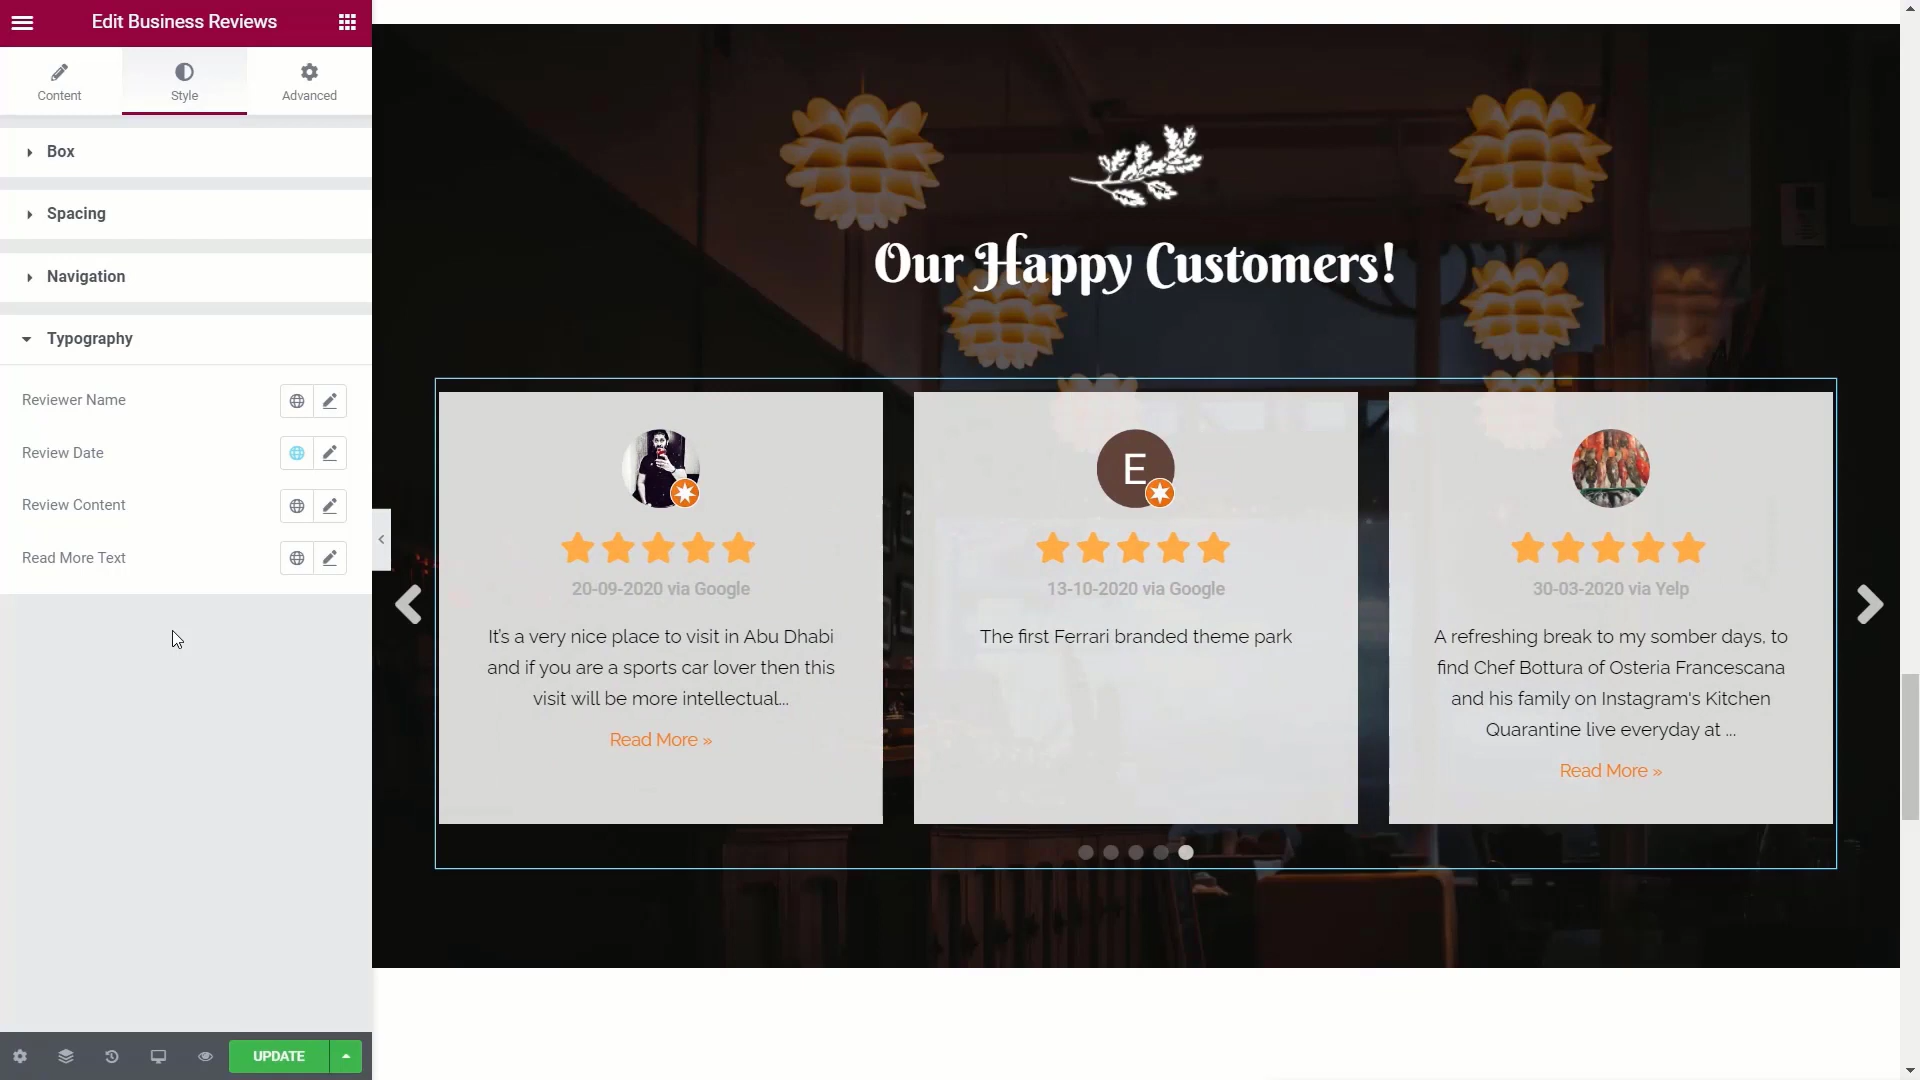 Edit Business Reviews
Content
Style
Advanced
Box
Spacing
Navigation
Typography
Reviewer Name
Review Date
Review Content
Read More Text
UPDATE
Our Happy Customers!
20-09-2020 via Google
It's a very nice place to visit in Abu Dhabi
and if you are a sports car lover then this
visit will be more intellectual...
Read More »
E
13-10-2020 via Google
The first Ferrari branded theme park
30-03-2020 via Yelp
A refreshing break to my somber days, to
find Chef Bottura of Osteria Francescana
and his family on Instagram's Kitchen
Quarantine live everyday at ...
Read More »